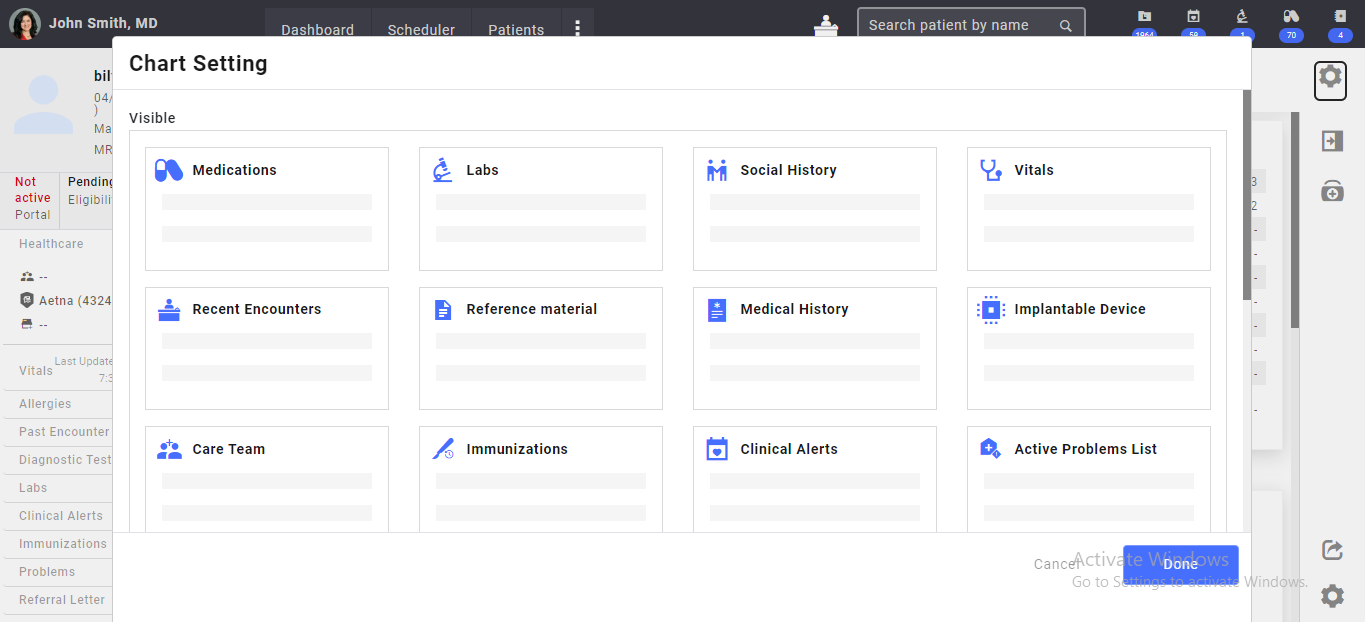 John Smith, MD
Dashboard
Scheduler
Patients
Search patient by name
1964
59
1
70
4
Chart Setting
bil
04/
)
Ma
MR
Not active
Portal
Pending
Eligibili
Healthcare
--
Aetna (4324
--
Vitals
Last Update
7:3
Allergies
Past Encounter
Diagnostic Test
Labs
Clinical Alerts
Immunizations
Problems
Referral Letter
Visible
Medications
Labs
Social History
Vitals
Recent Encounters
Reference material
Medical History
Implantable Device
Care Team
Immunizations
Clinical Alerts
Active Problems List
3
2
-
-
-
-
-
-
-
-
Cancel
Done
Activate Windows
Go to Settings to activate Windows.